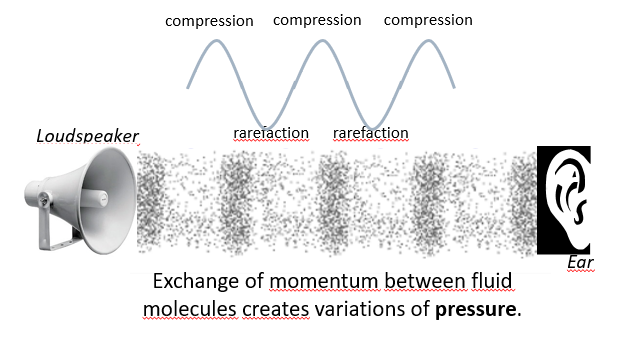 compression compression compression
rarefaction rarefaction
Loudspeaker
Ear
Exchange of momentum between fluid
molecules creates variations of pressure.